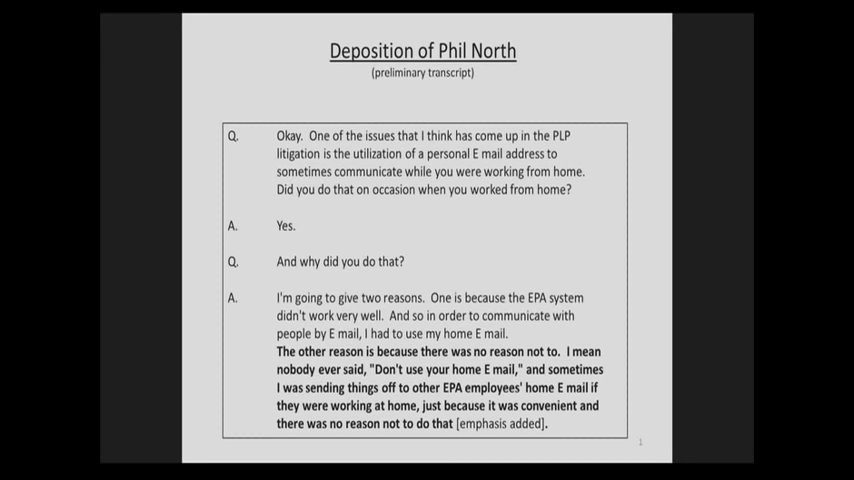 Deposition of Phil North
(preliminary transcript)
Q. Okay. One of the issues that I think has come up in the PLP
litigation is the utilization of a personal E mail address to
sometimes communicate while you were working from home.
Did you do that on occasion when you worked from home?
A. Yes.
Q. And why did you do that?
A. I'm going to give two reasons. One is because the EPA system
didn't work very well. And so in order to communicate with
people by E mail, I had to use my home E mail.
The other reason is because there was no reason not to. I mean
nobody ever said, "Don't use your home E mail," and sometimes
I was sending things off to other EPA employees' home E mail if
they were working at home, just because it was convenient and
there was no reason not to do that [emphasis added].
1